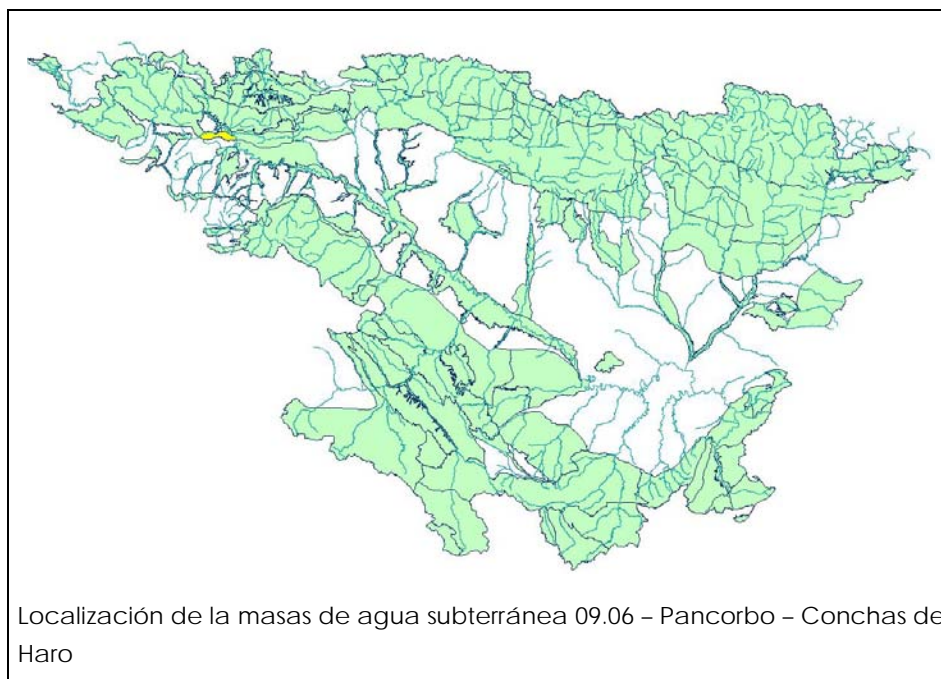 Localización de la masas de agua subterránea 09.06 – Pancorbo – Conchas de
Haro